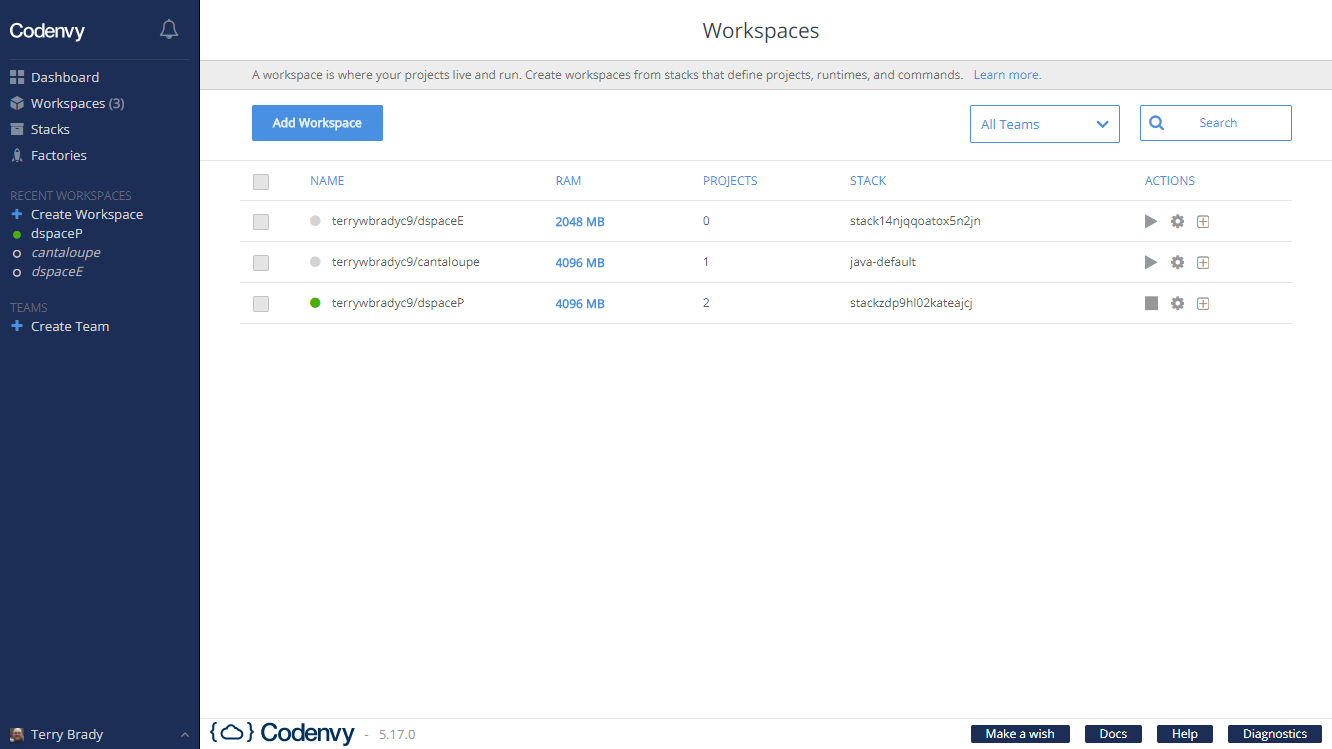 Codenvy
Dashboard
Workspaces (3)
Stacks
Factories
RECENT WORKSPACES
Create Workspace
dspaceP
cantaloupe
dspaceE
TEAMS
Create Team
Terry Brady
Workspaces
A workspace is where your projects live and run. Create workspaces from stacks that define projects, runtimes, and commands. Learn more.
Add Workspace
All Teams
Search
NAME RAM PROJECTS STACK ACTIONS
terrywbradyc9/dspaceE 2048 MB 0 stack14njqqoatox5n2jn
terrywbradyc9/cantaloupe 4096 MB 1 java-default
terrywbradyc9/dspaceP 4096 MB 2 stackzdp9hl02kateajcj
{ } Codenvy - 5.17.0
Make a wish Docs Help Diagnostics